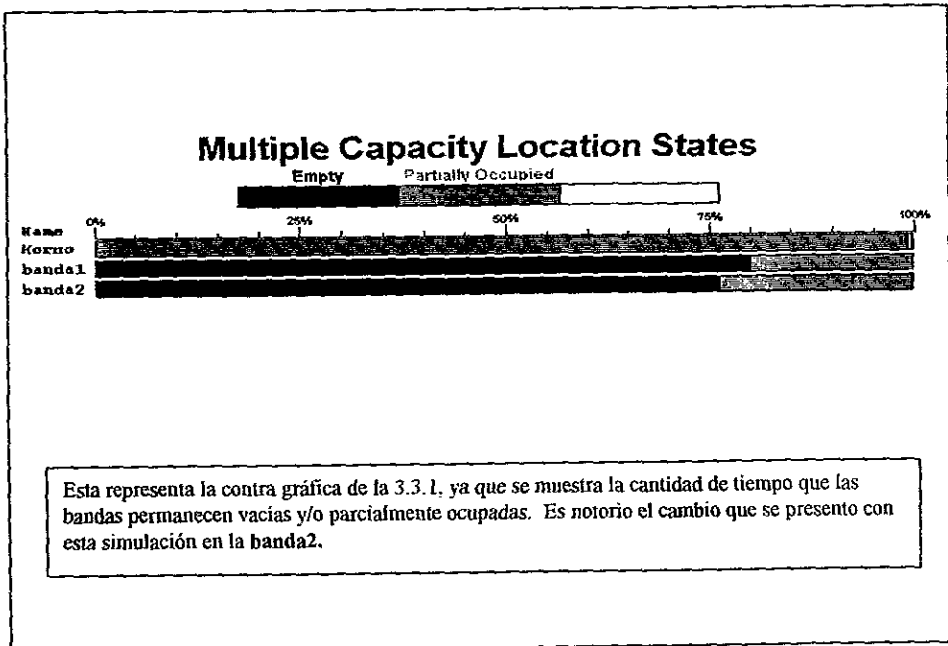 Multiple Capacity Location States
Empty Partially Occupied
0% 25% 50% 75% 100%
Name
Horno
banda1
banda2
Esta representa la contra gráfica de la 3.3.1, ya que se muestra la cantidad de tiempo que las
bandas permanecen vacías y/o parcialmente ocupadas. Es notorio el cambio que se presento con
esta simulación en la banda2.